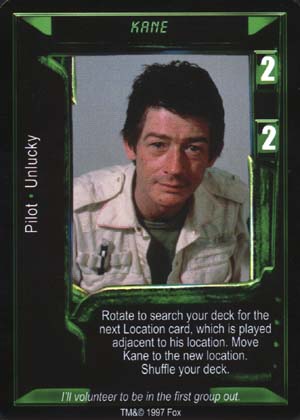 KANE
2
2
Pilot • Unlucky
Rotate to search your deck for the
next Location card, which is played
adjacent to his location. Move
Kane to the new location.
Shuffle your deck.
I'll volunteer to be in the first group out.
TM&© 1997 Fox